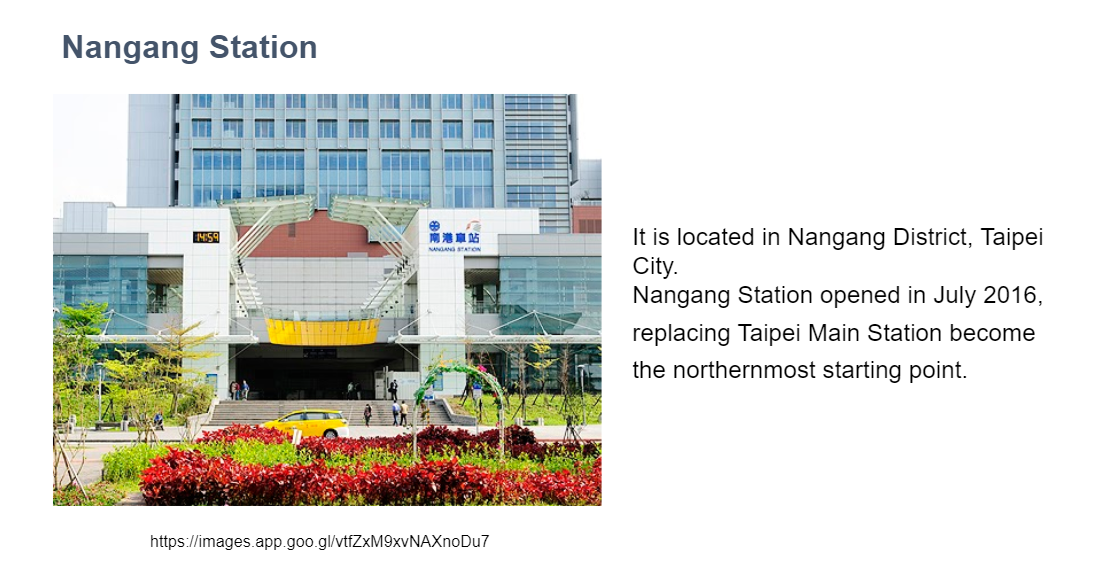 Nangang Station
14:59
南港車站
NANGANG STATION
It is located in Nangang District, Taipei
City.
Nangang Station opened in July 2016,
replacing Taipei Main Station become
the northernmost starting point.
https://images.app.goo.gl/vtfZxM9xvNAXnoDu7